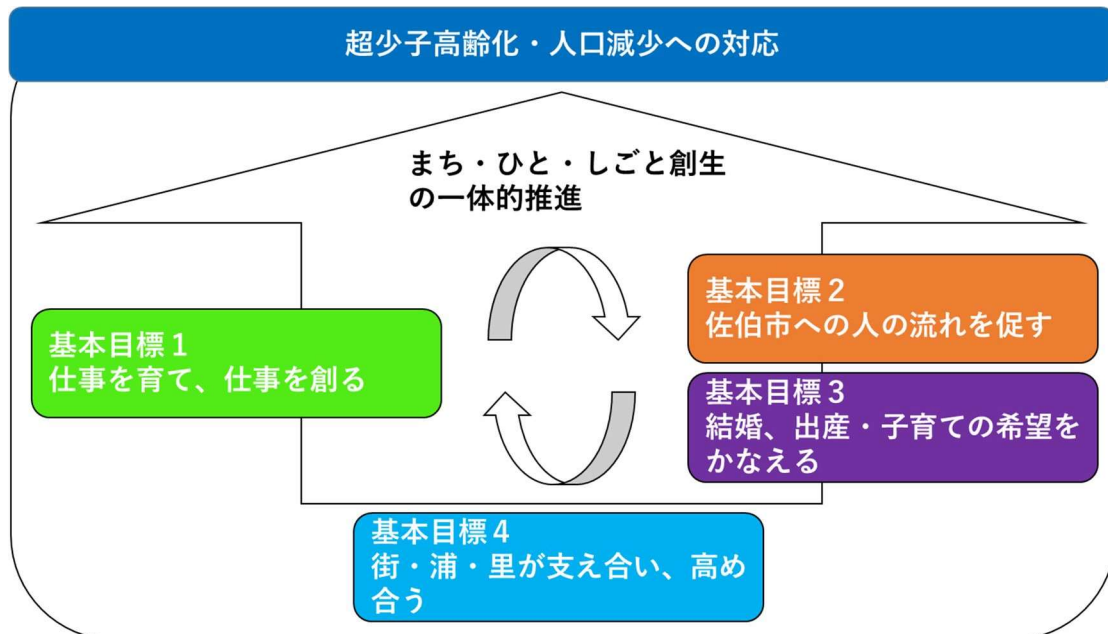 超少子高齢化・人口減少への対応
まち・ひと・しごと創生
の一体的推進
基本目標１
仕事を育て、仕事を創る
基本目標２
佐伯市への人の流れを促す
基本目標３
結婚、出産・子育ての希望を
かなえる
基本目標４
街・浦・里が支え合い、高め
合う